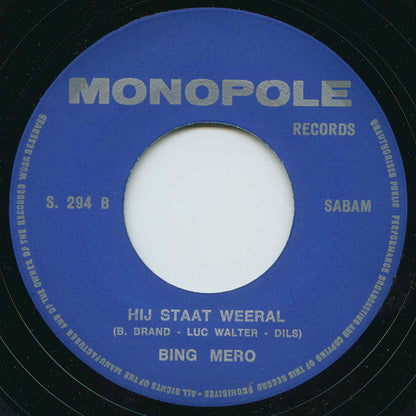 MONOPOLE
RECORDS
S. 294 B
SABAM
HIJ STAAT WEERAL
(B. BRAND - LUC WALTER - DILS)
BING MERO
UNAUTHORISED PUBLIC PERFORMANCE BROADCASTING AND COPYING OF THIS RECORD PROHIBITED - ALL RIGHTS OF THE MANUFACTURER AND OF THE OWNER OF THE RECORDED WORK RESERVED